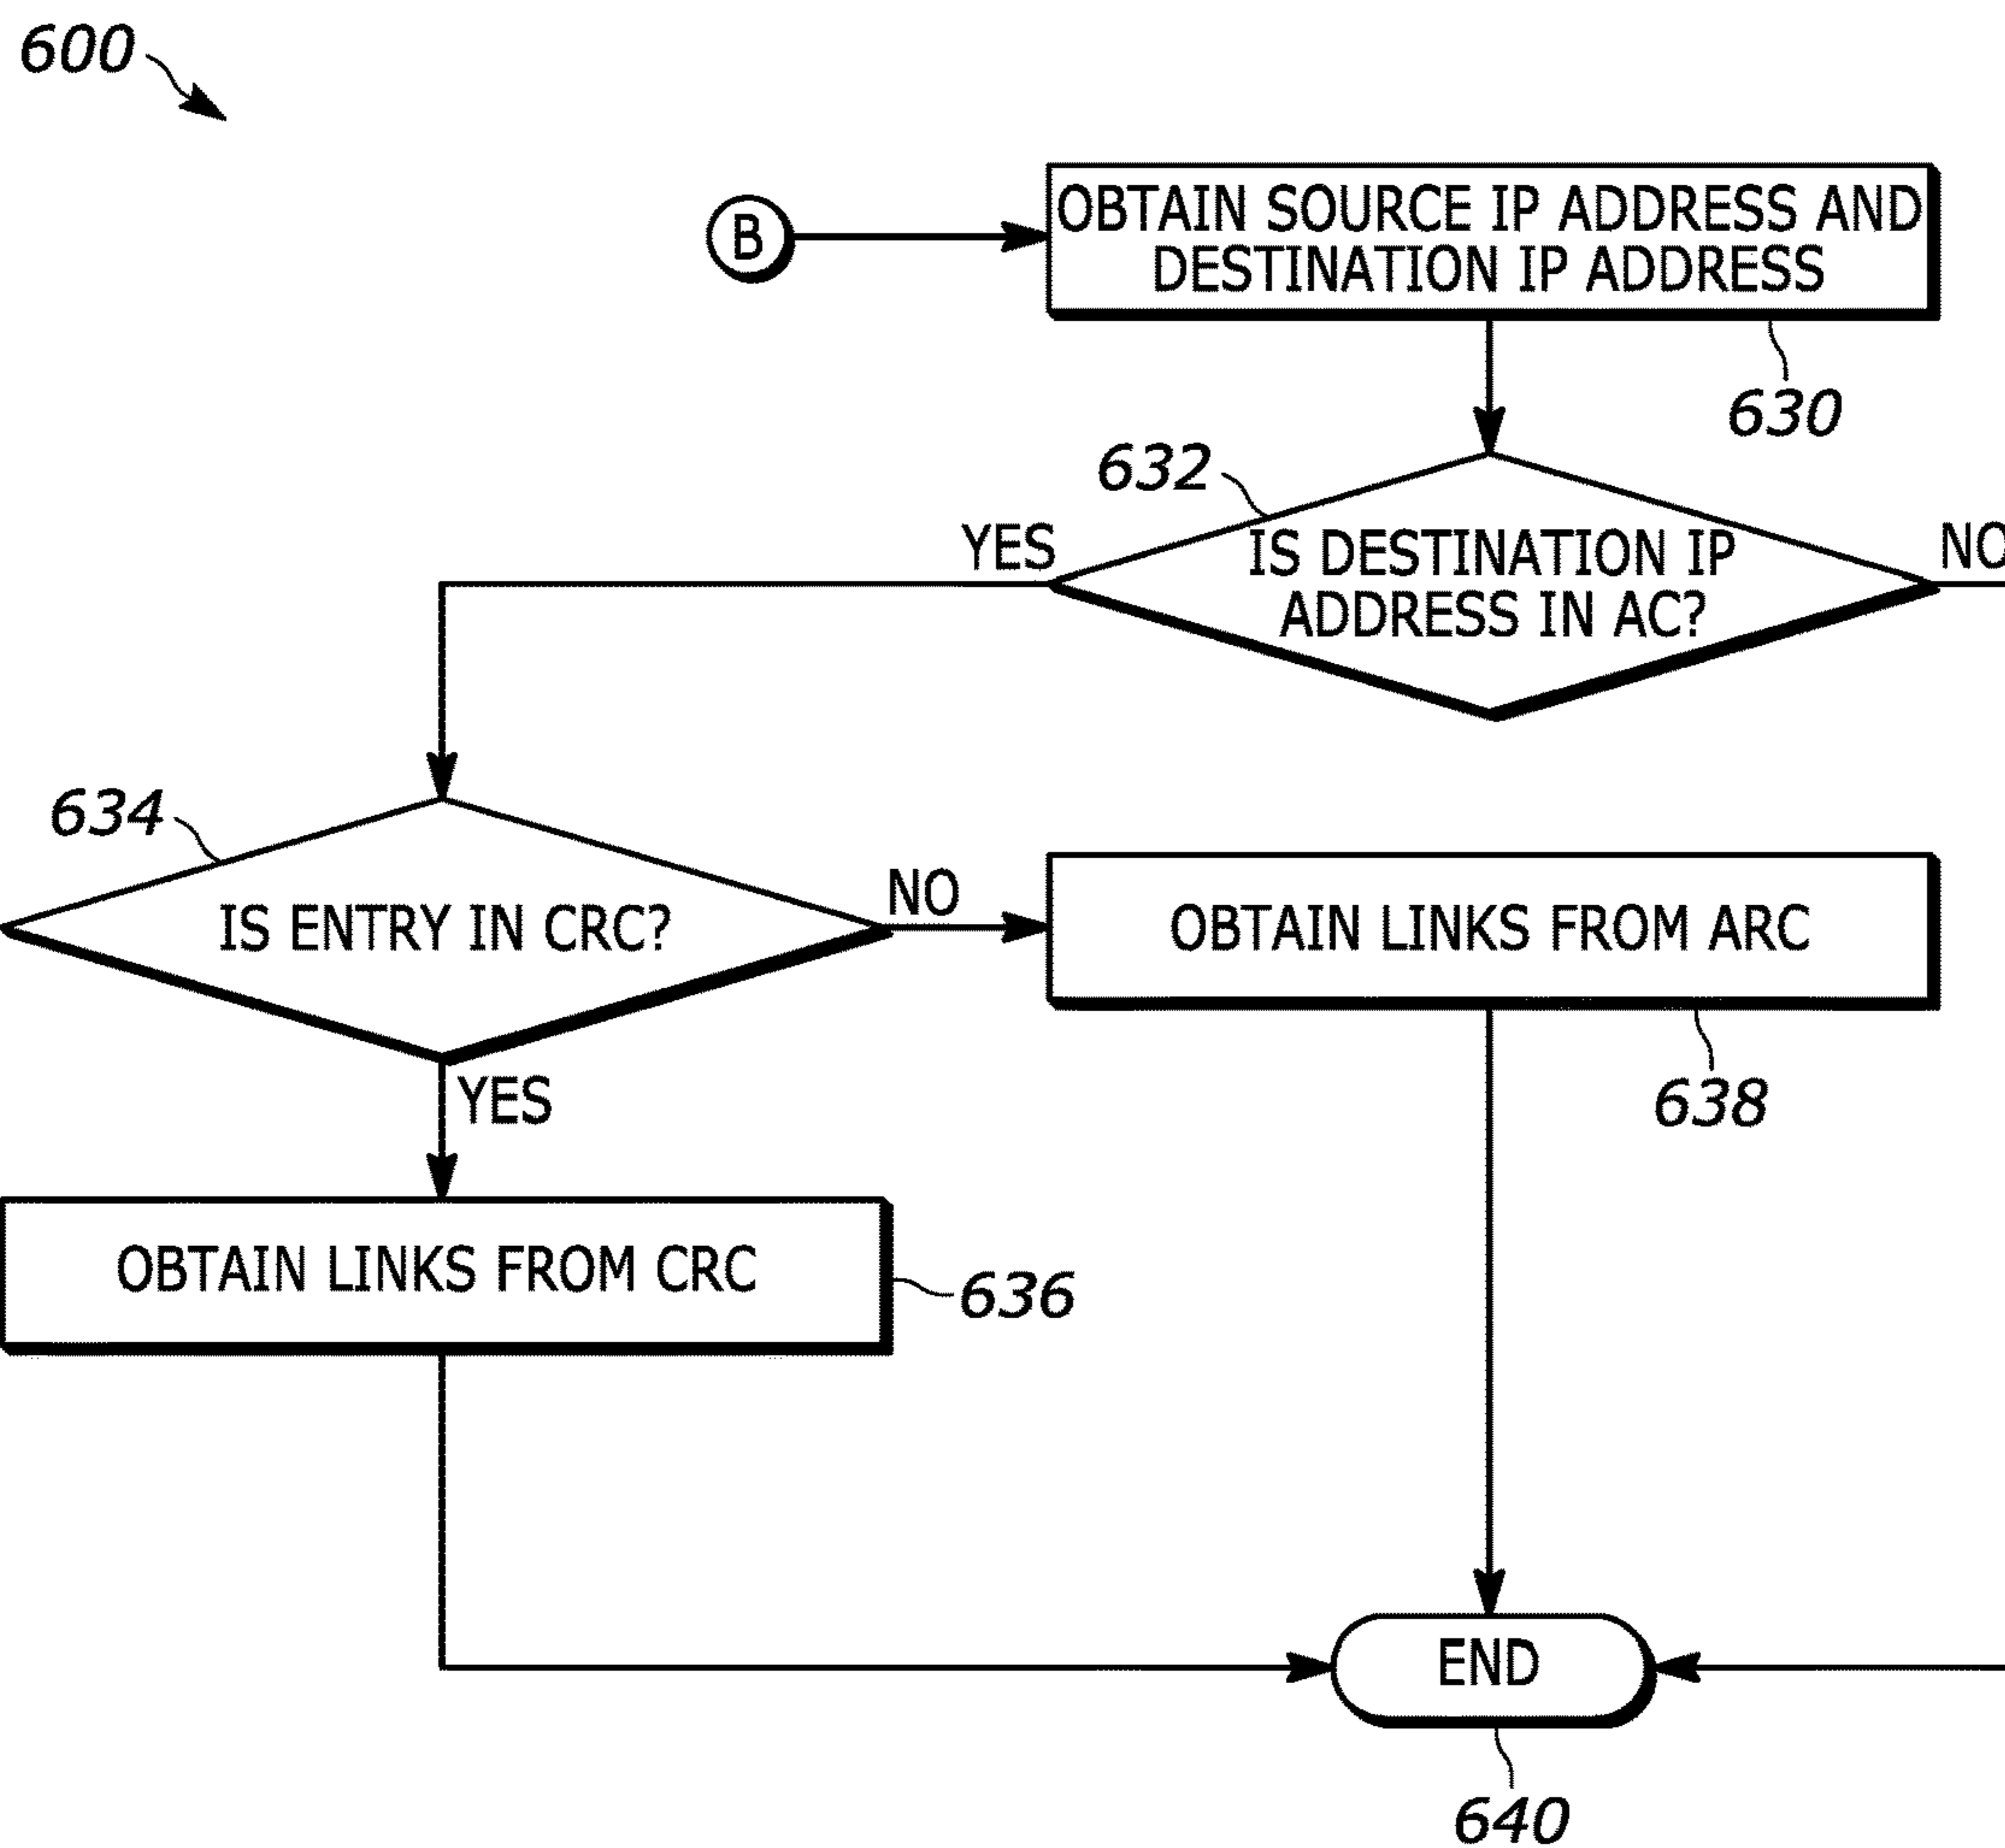 600
B
OBTAIN SOURCE IP ADDRESS AND
DESTINATION IP ADDRESS
630
632
YES
IS DESTINATION IP
ADDRESS IN AC?
NO
634
IS ENTRY IN CRC?
NO
OBTAIN LINKS FROM ARC
638
YES
OBTAIN LINKS FROM CRC
636
END
640